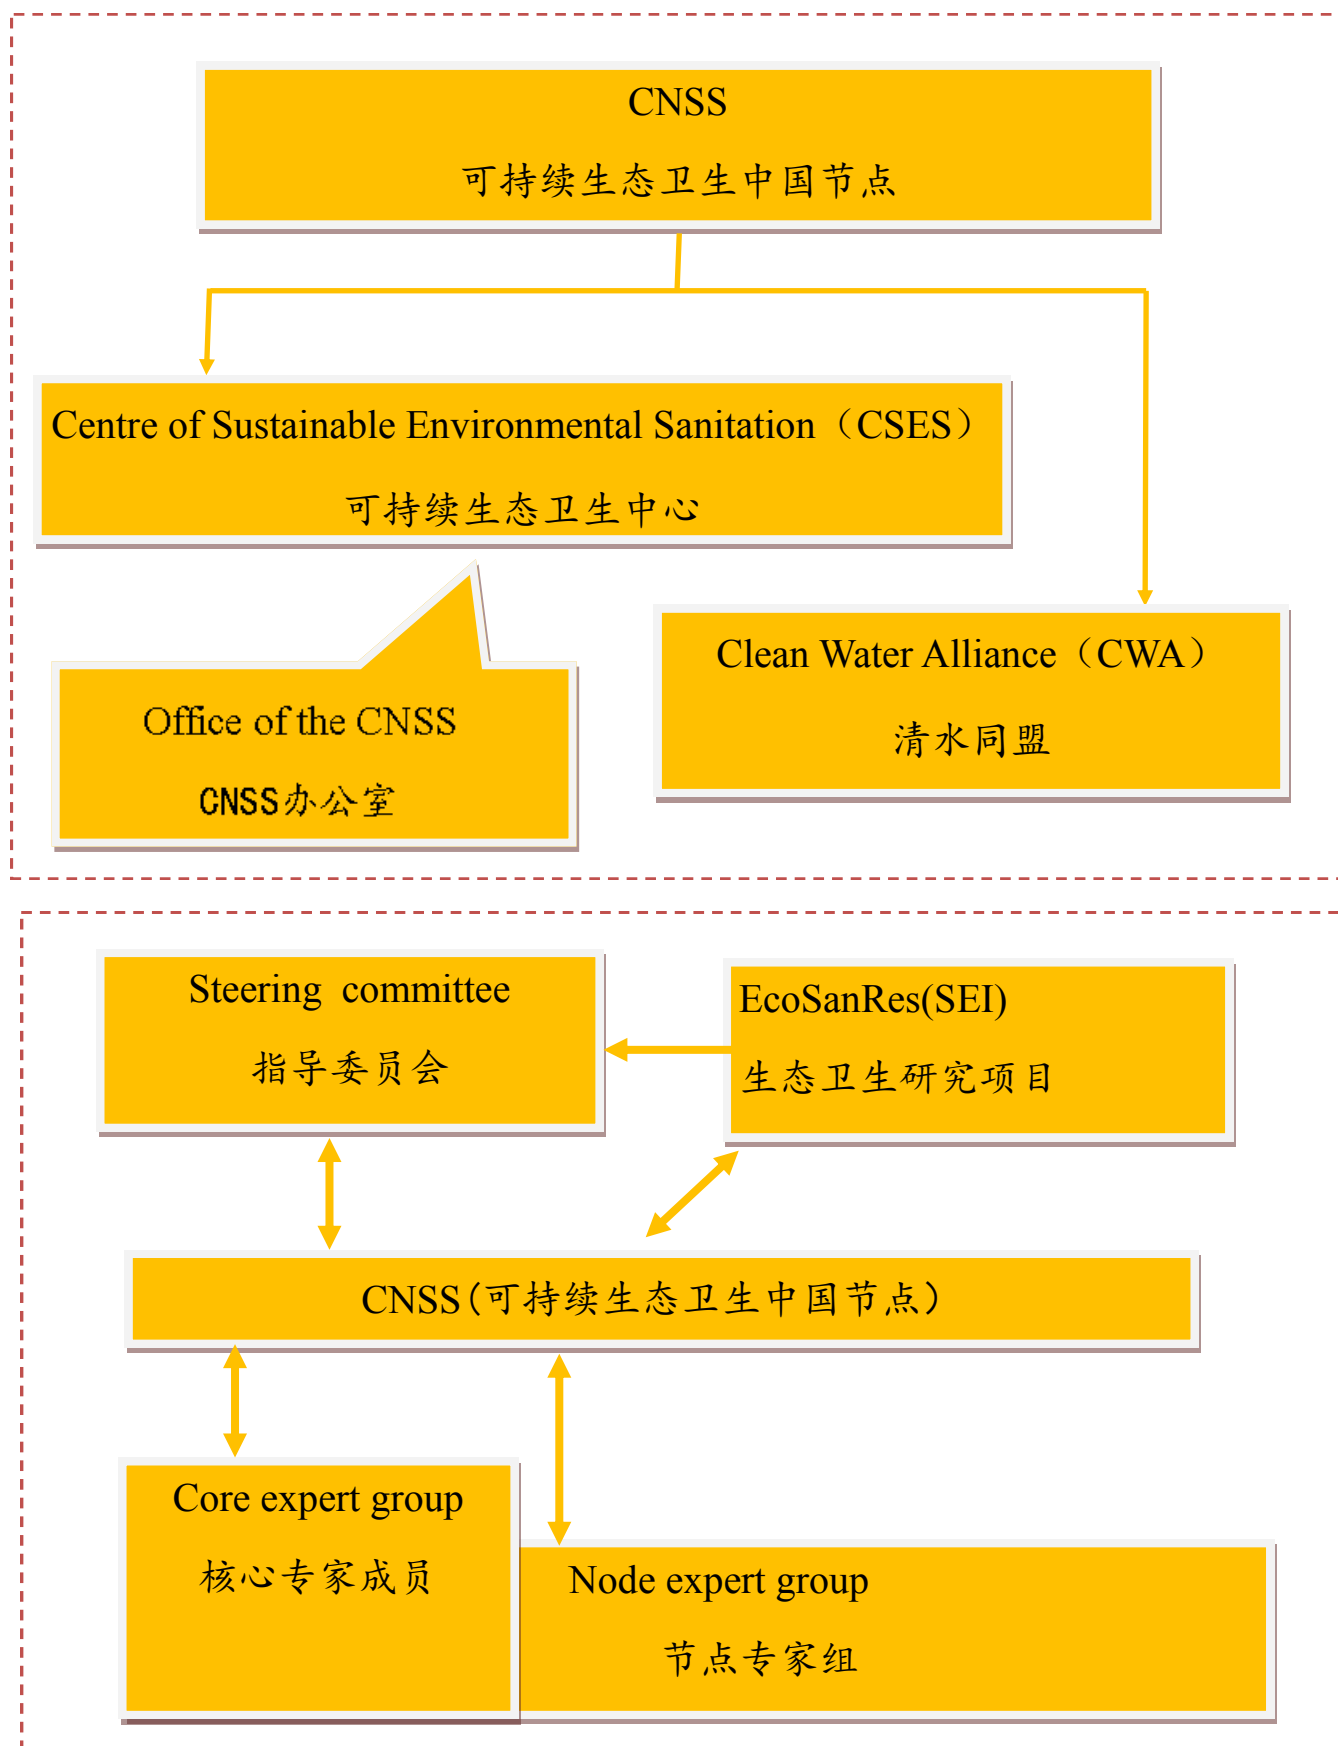 CNSS
可持续生态卫生中国节点
Centre of Sustainable Environmental Sanitation（CSES）
可持续生态卫生中心
Office of the CNSS
CNSS办公室
Clean Water Alliance（CWA）
清水同盟
Steering committee
指导委员会
EcoSanRes(SEI)
生态卫生研究项目
CNSS(可持续生态卫生中国节点)
Core expert group
核心专家成员
Node expert group
节点专家组